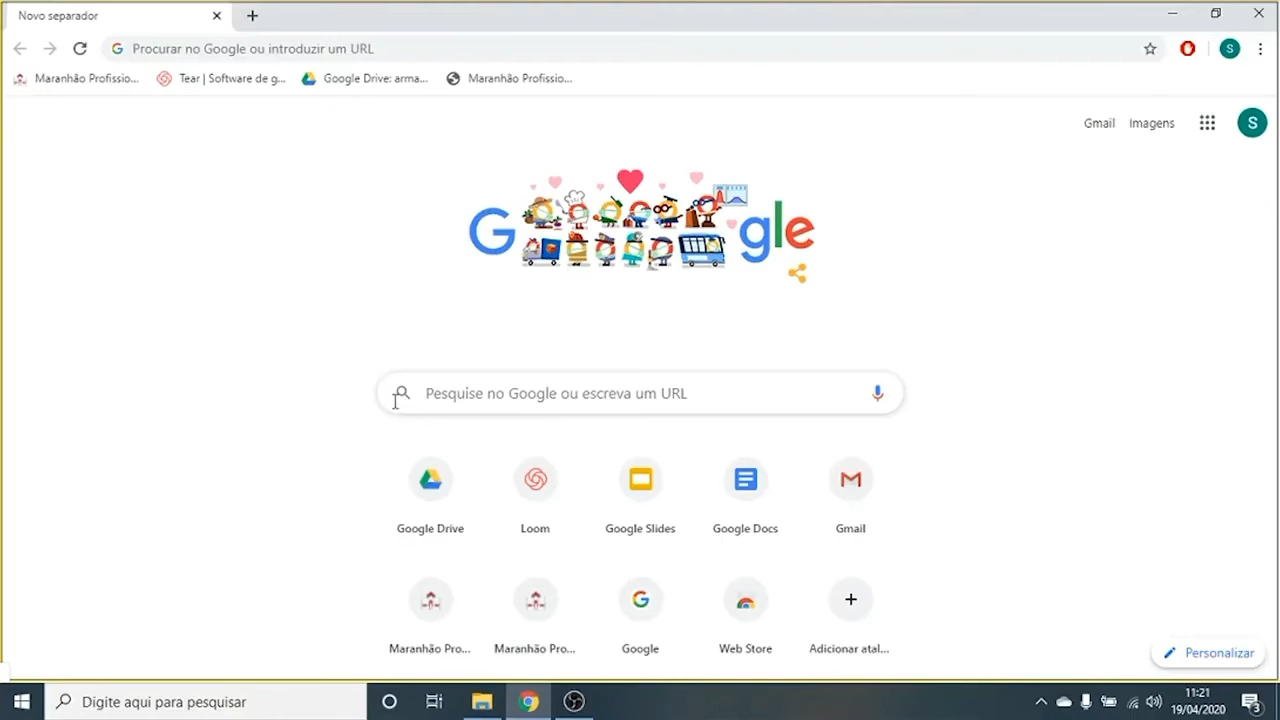 Novo separador
Procurar no Google ou introduzir um URL
Maranhão Profissio...
Tear | Software de g...
Google Drive: arma...
Maranhão Profissio...
Gmail
Imagens
S
S
G gle
Pesquise no Google ou escreva um URL
Google Drive
Loom
Google Slides
Google Docs
Gmail
Maranhão Pro...
Maranhão Pro...
Google
Web Store
Adicionar atal...
Personalizar
Digite aqui para pesquisar
11:21
19/04/2020
3